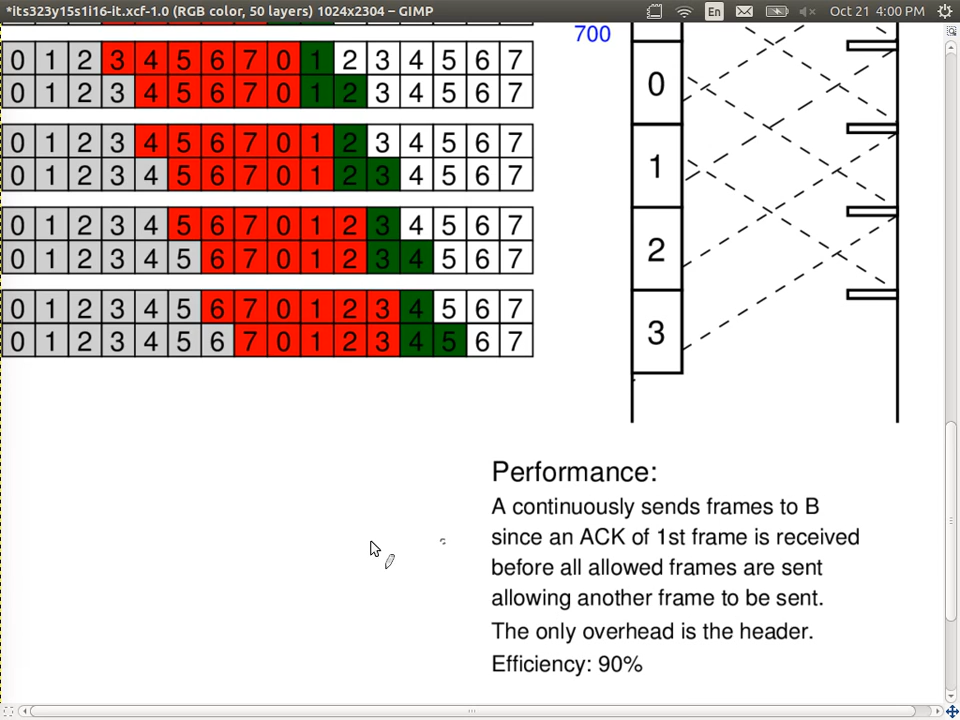 *its323y15s1i16-it.xcf-1.0 (RGB color, 50 layers) 1024x2304 – GIMP
En
Oct 21 4:00 PM
700
0 1 2 3 4 5 6 7 0 1 2 3 4 5 6 7
0 1 2 3 4 5 6 7 0 1 2 3 4 5 6 7
0
0 1 2 3 4 5 6 7 0 1 2 3 4 5 6 7
0 1 2 3 4 5 6 7 0 1 2 3 4 5 6 7
1
0 1 2 3 4 5 6 7 0 1 2 3 4 5 6 7
0 1 2 3 4 5 6 7 0 1 2 3 4 5 6 7
2
0 1 2 3 4 5 6 7 0 1 2 3 4 5 6 7
0 1 2 3 4 5 6 7 0 1 2 3 4 5 6 7
3
Performance:
A continuously sends frames to B
since an ACK of 1st frame is received
before all allowed frames are sent
allowing another frame to be sent.
The only overhead is the header.
Efficiency: 90%